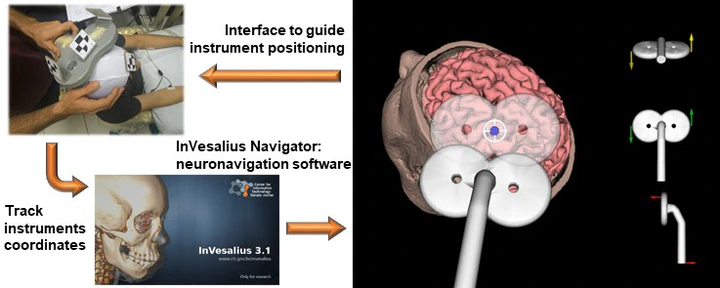 Interface to guide
instrument positioning
InVesalius Navigator:
neuronavigation software
Track
instruments
coordinates
Center for
Information
Technology
Renato Archer
InVesalius 3.1
www.cti.gov.br/invesalius
Only for research